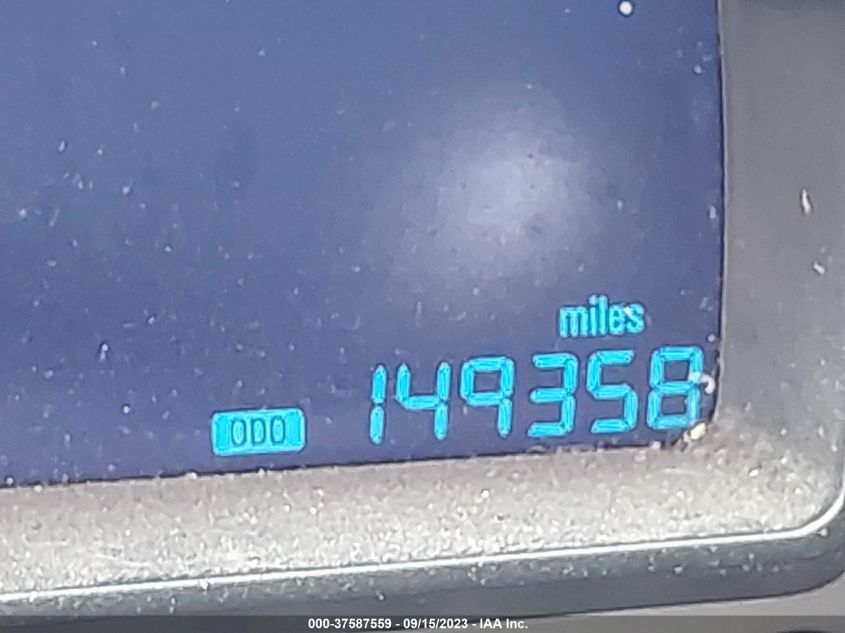 miles
ODO 149358
000-37587559 - 09/15/2023 - IAA Inc.